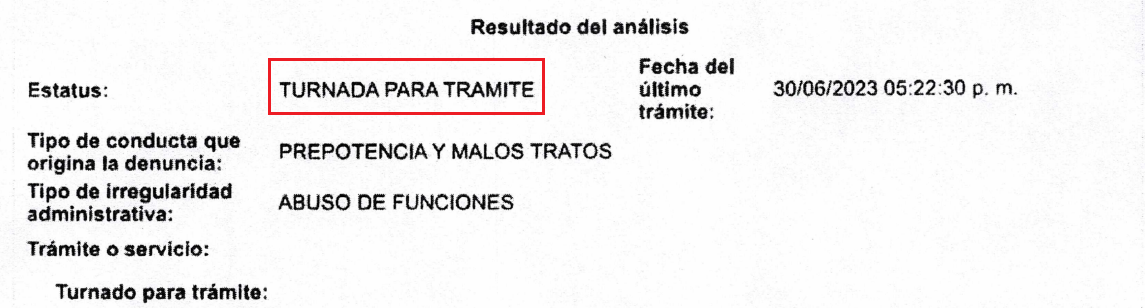 Resultado del análisis
Estatus: TURNADA PARA TRAMITE Fecha del último trámite: 30/06/2023 05:22:30 p. m.
Tipo de conducta que origina la denuncia: PREPOTENCIA Y MALOS TRATOS
Tipo de irregularidad administrativa: ABUSO DE FUNCIONES
Trámite o servicio:
Turnado para trámite: